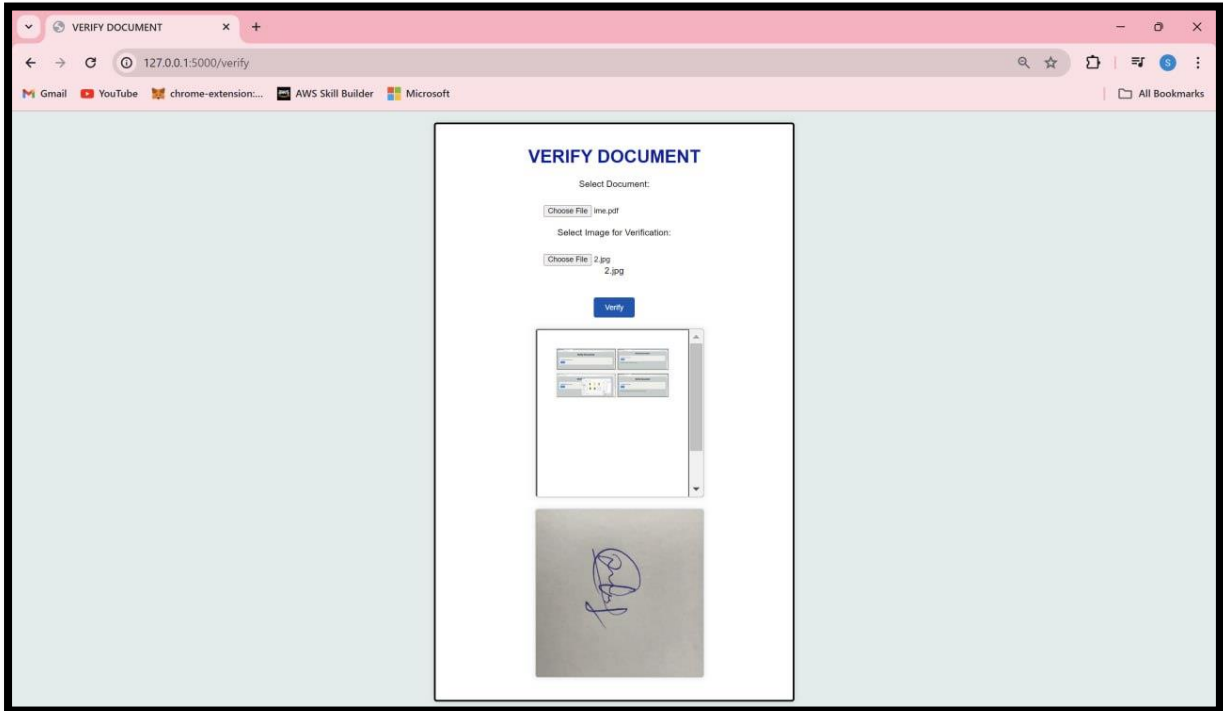 VERIFY DOCUMENT
127.0.0.1:5000/verify
Gmail YouTube chrome-extension:... AWS Skill Builder Microsoft All Bookmarks
VERIFY DOCUMENT
Select Document:
Choose File ime.pdf
Select Image for Verification:
Choose File 2.jpg
2.jpg
Verify